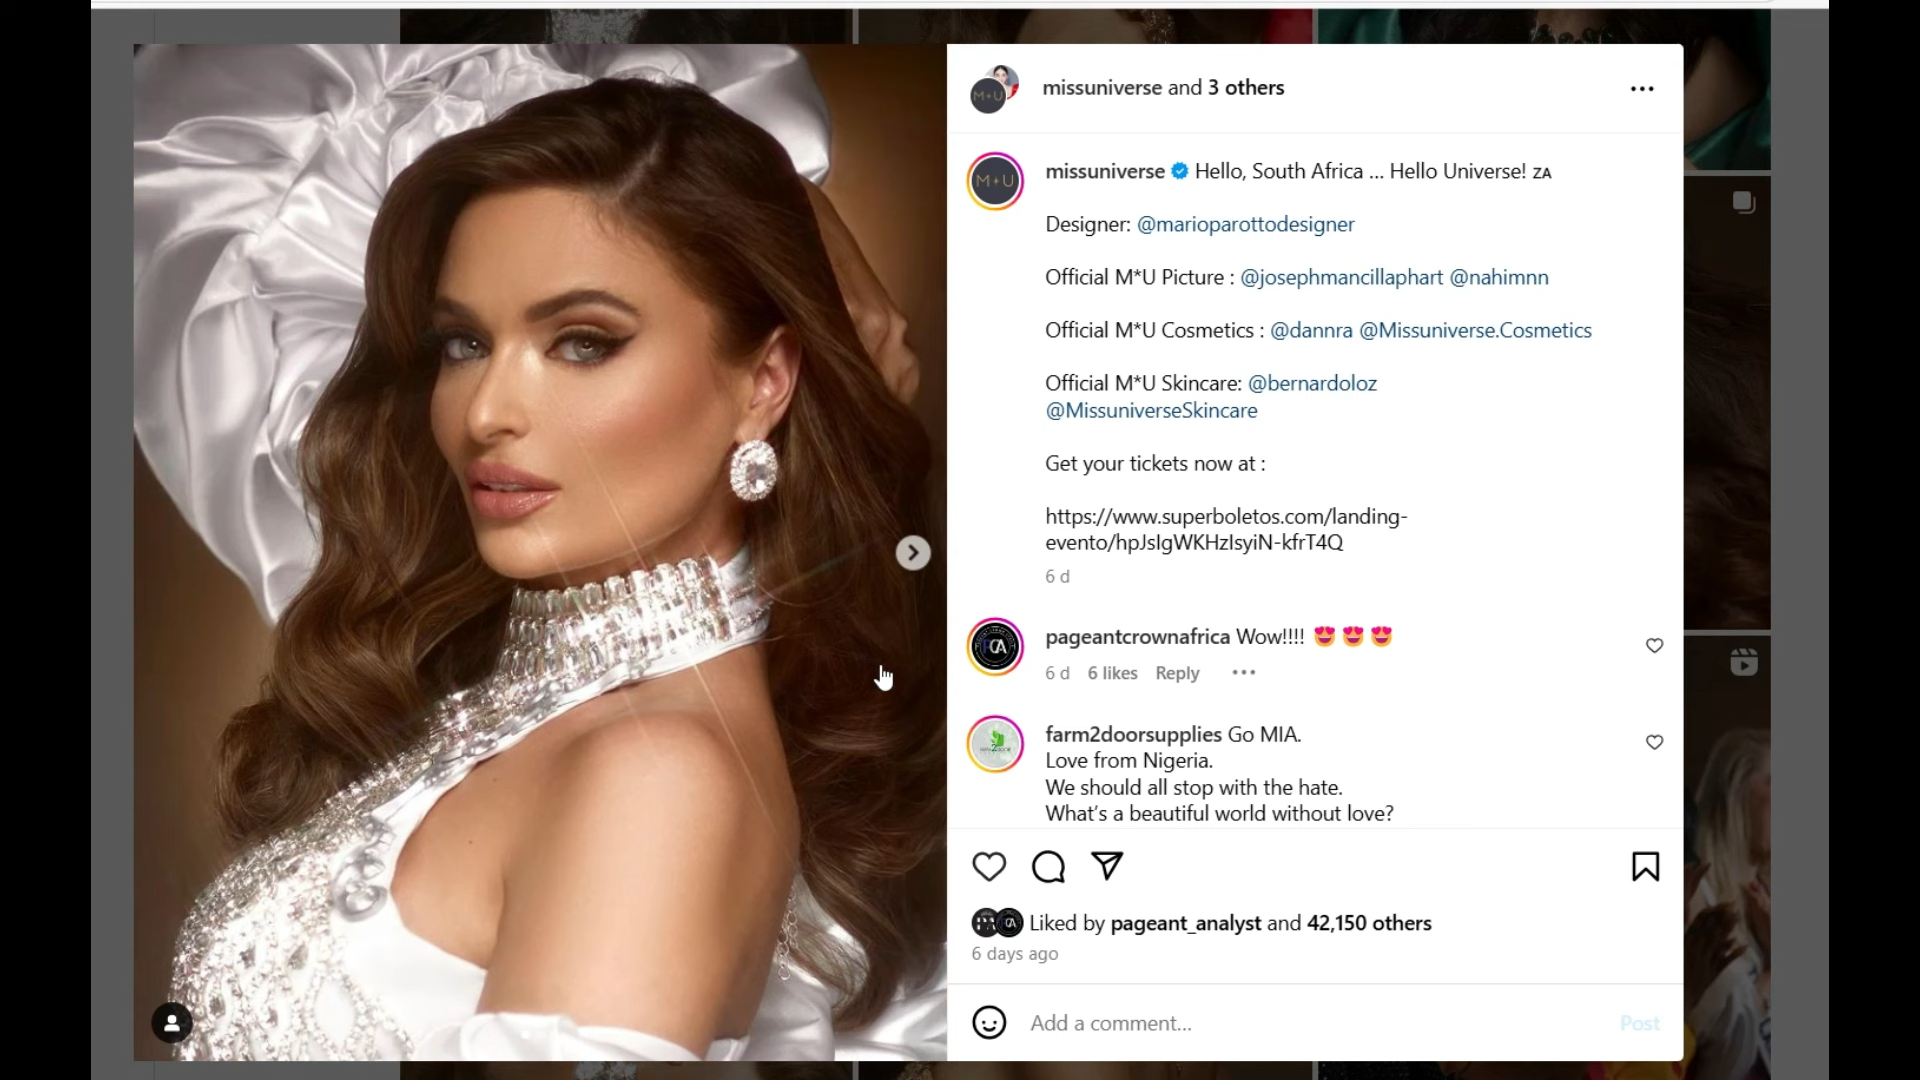 missuniverse and 3 others
M+U
missuniverse Hello, South Africa ... Hello Universe! ZA
M+U
Designer: @marioparottodesigner
Official M*U Picture : @josephmancillaphart @nahimnn
Official M*U Cosmetics : @dannra @Missuniverse.Cosmetics
Official M*U Skincare: @bernardoloz
@MissuniverseSkincare
Get your tickets now at :
https://www.superboletos.com/landing-
evento/hpJsIgWKHzIsyiN-kfrT4Q
6 d
pageantcrownafrica Wow!!!! 😍 😍 😍
6 d 6 likes Reply
farm2doorsupplies Go MIA.
Love from Nigeria.
We should all stop with the hate.
What's a beautiful world without love?
Liked by pageant_analyst and 42,150 others
6 days ago
Add a comment...
Post